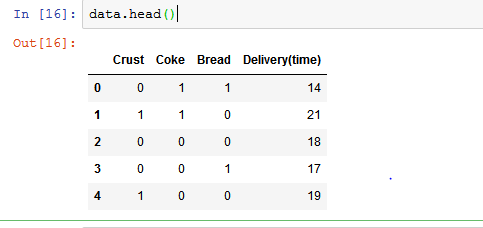 In [16]: data.head()
Out[16]:
Crust Coke Bread Delivery(time)
0 0 1 1 14
1 1 1 0 21
2 0 0 0 18
3 0 0 1 17
4 1 0 0 19